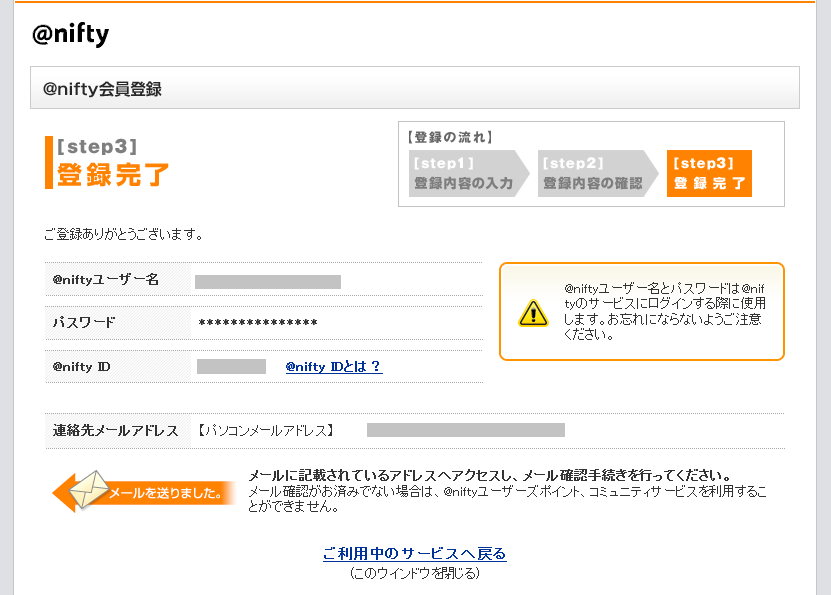 @nifty
@nifty会員登録
[step3]
登録完了
【登録の流れ】
[step1]
登録内容の入力
[step2]
登録内容の確認
[step3]
登録完了
ご登録ありがとうございます。
@niftyユーザー名
パスワード
***************
@nifty ID
@nifty IDとは？
@niftyユーザー名とパスワードは@nif
tyのサービスにログインする際に使用
します。お忘れにならないようご注意
ください。
連絡先メールアドレス
【パソコンメールアドレス】
メールを送りました。
メールに記載されているアドレスへアクセスし、メール確認手続きを行ってください。
メール確認がお済みでない場合は、@niftyユーザーズポイント、コミュニティサービスを利用するこ
とができません。
ご利用中のサービスへ戻る
(このウインドウを閉じる)